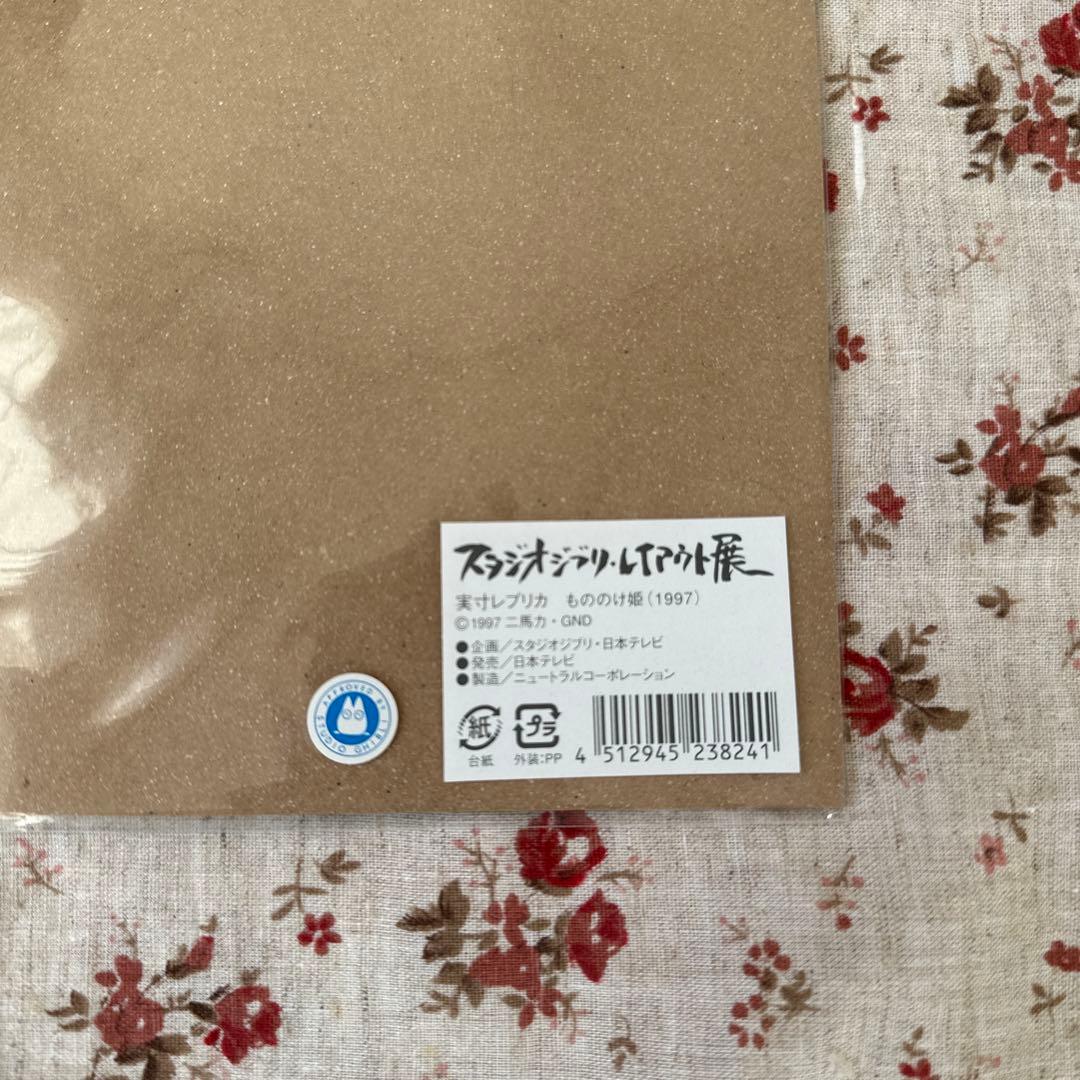 スタジオジブリ・レイアウト展
実寸レプリカ　もののけ姫（1997）
©1997 二馬力・GND
●企画／スタジオジブリ・日本テレビ
●発売／日本テレビ
●製造／ニュートラルコーポレーション
紙
プラ
台紙
外装:PP
4 512945 238241
APPROVED BY STUDIO GHIBLI